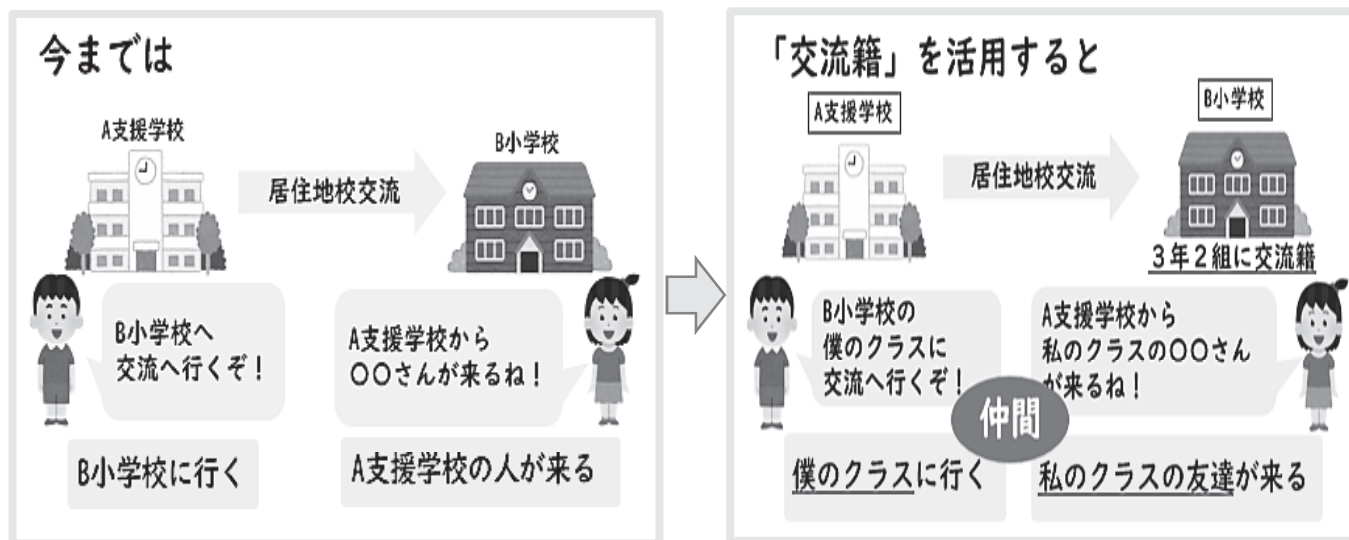 今までは
A支援学校
B小学校
居住地校交流
B小学校へ
交流へ行くぞ！
A支援学校から
〇〇さんが来るね！
B小学校に行く
A支援学校の人が来る
「交流籍」を活用すると
A支援学校
B小学校
居住地校交流
３年２組に交流籍
B小学校の
僕のクラスに
交流へ行くぞ！
A支援学校から
私のクラスの〇〇さん
が来るね！
仲間
僕のクラスに行く
私のクラスの友達が来る